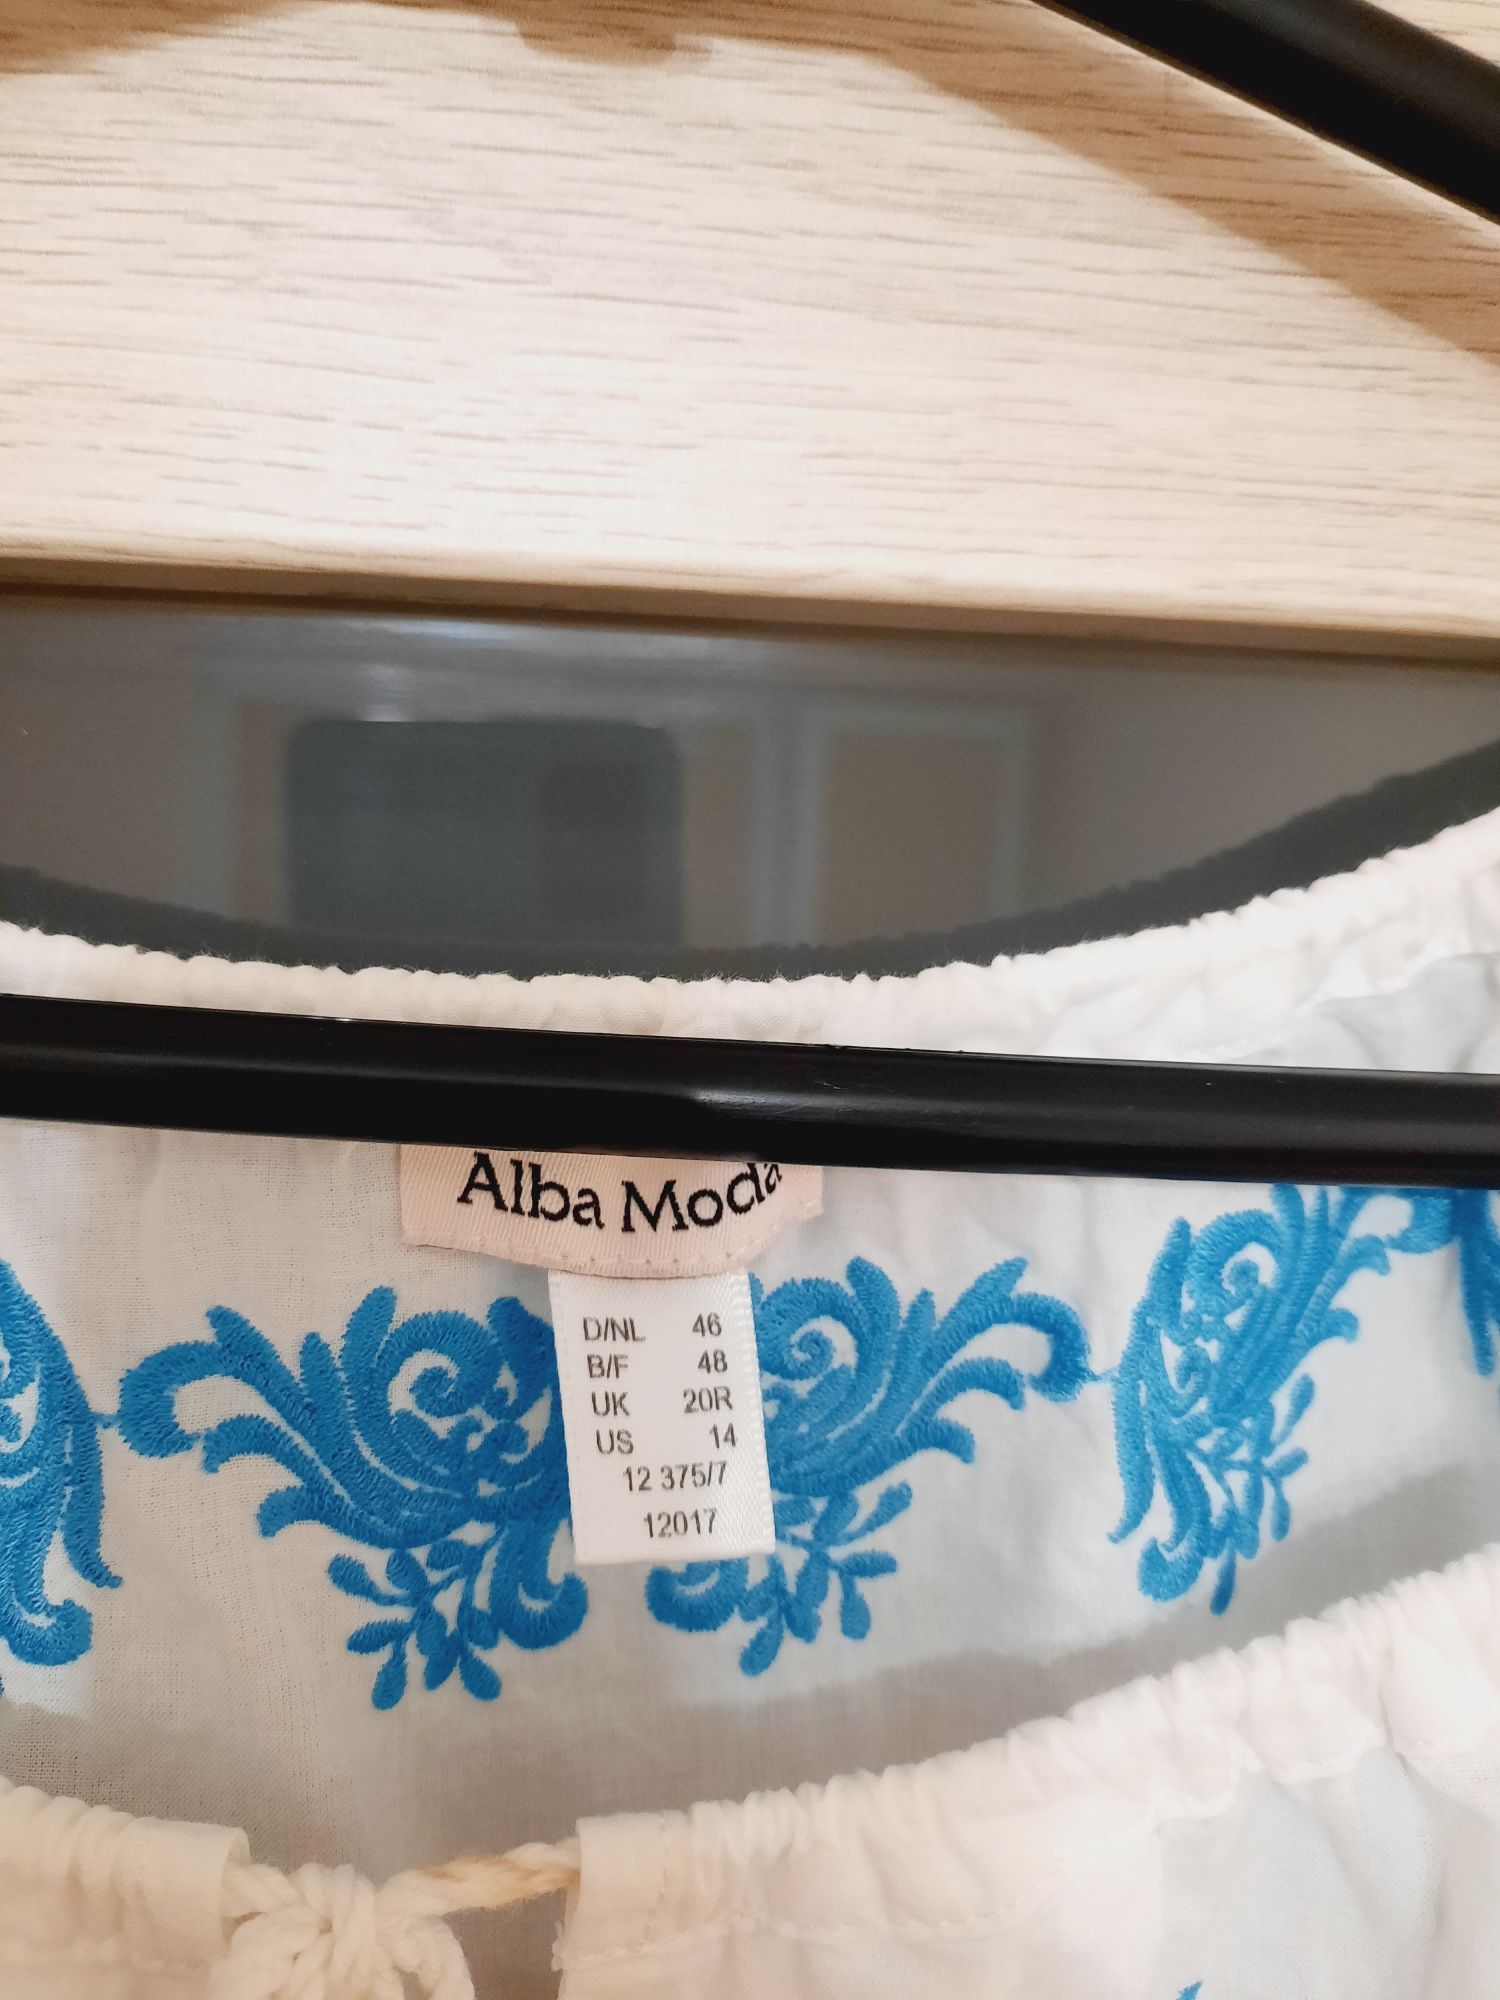 Alba Moda
D/NL 46
B/F 48
UK 20R
US 14
12 375/7
12017